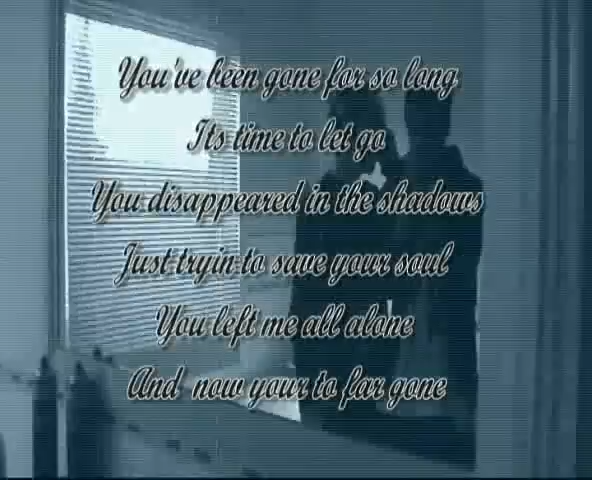 You've been gone for so long
Its time to let go
You disappeared in the shadows
Just tryin to save your soul
You left me all alone
And now your to far gone